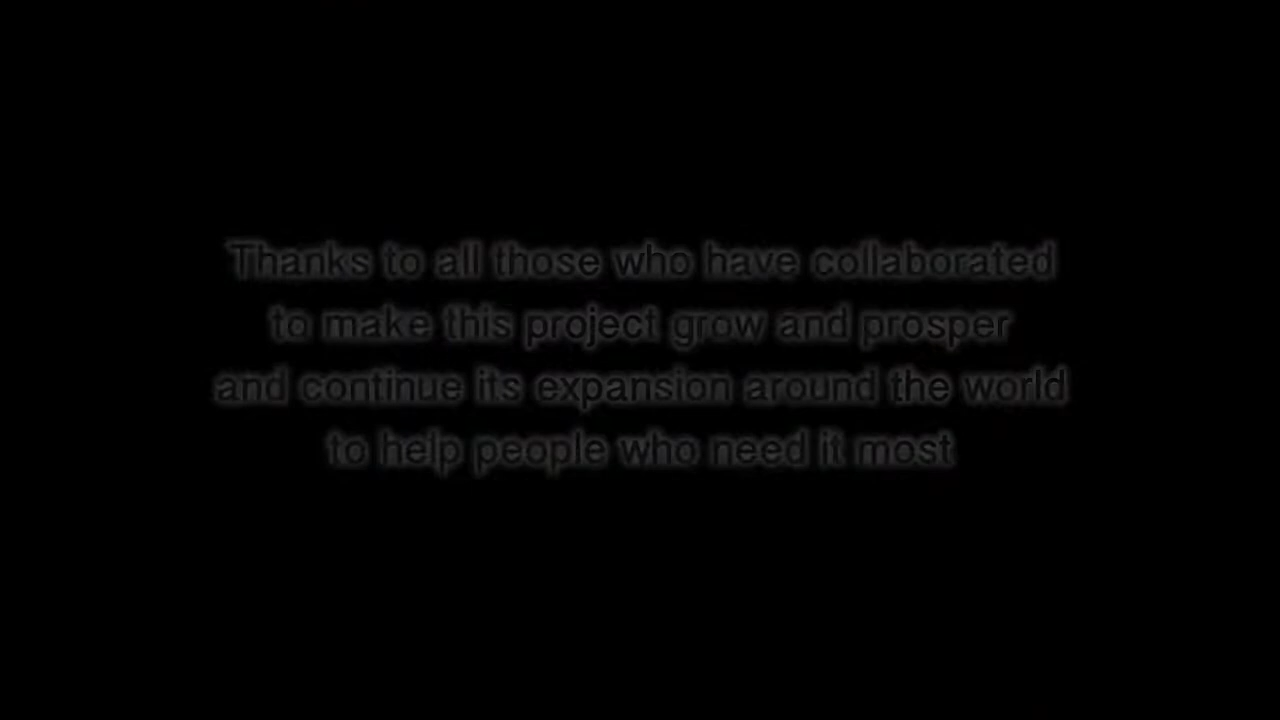 Thanks to all those who have collaborated
to make this project grow and prosper
and continue its expansion around the world
to help people who need it most